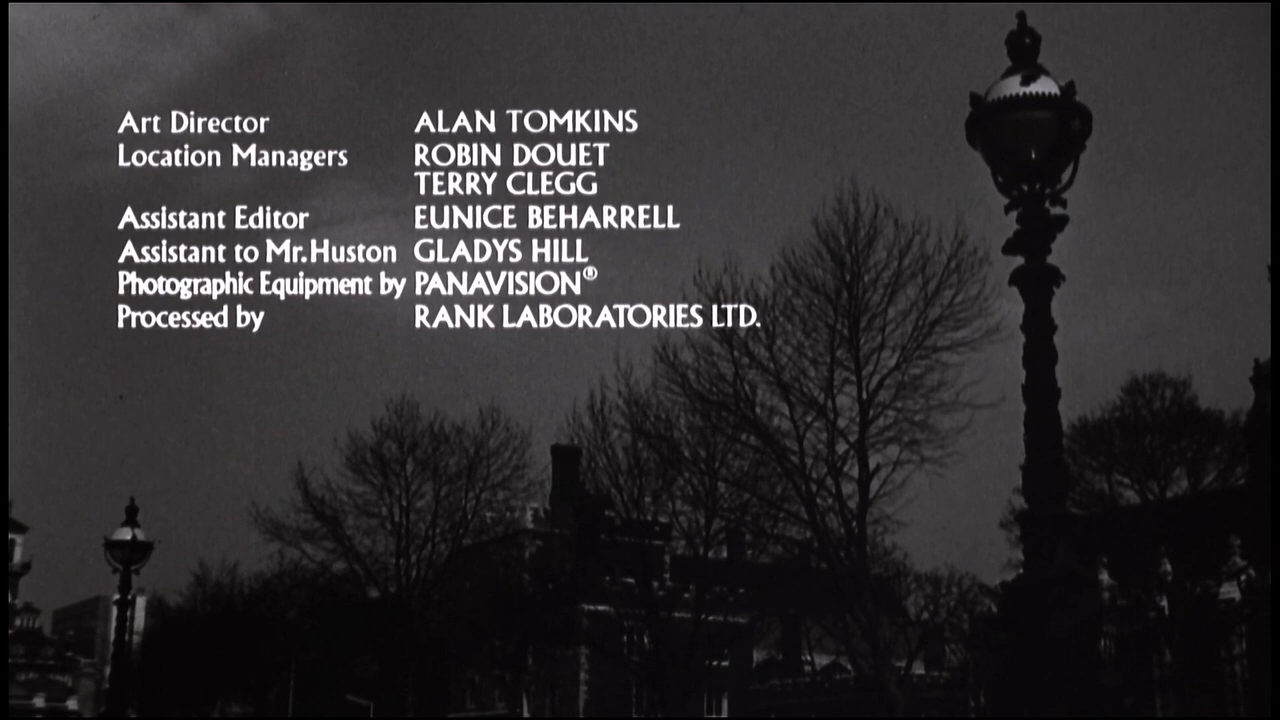 Art Director ALAN TOMKINS
Location Managers ROBIN DOUET
TERRY CLEGG
Assistant Editor EUNICE BEHARRELL
Assistant to Mr. Huston GLADYS HILL
Photographic Equipment by PANAVISION®
Processed by RANK LABORATORIES LTD.